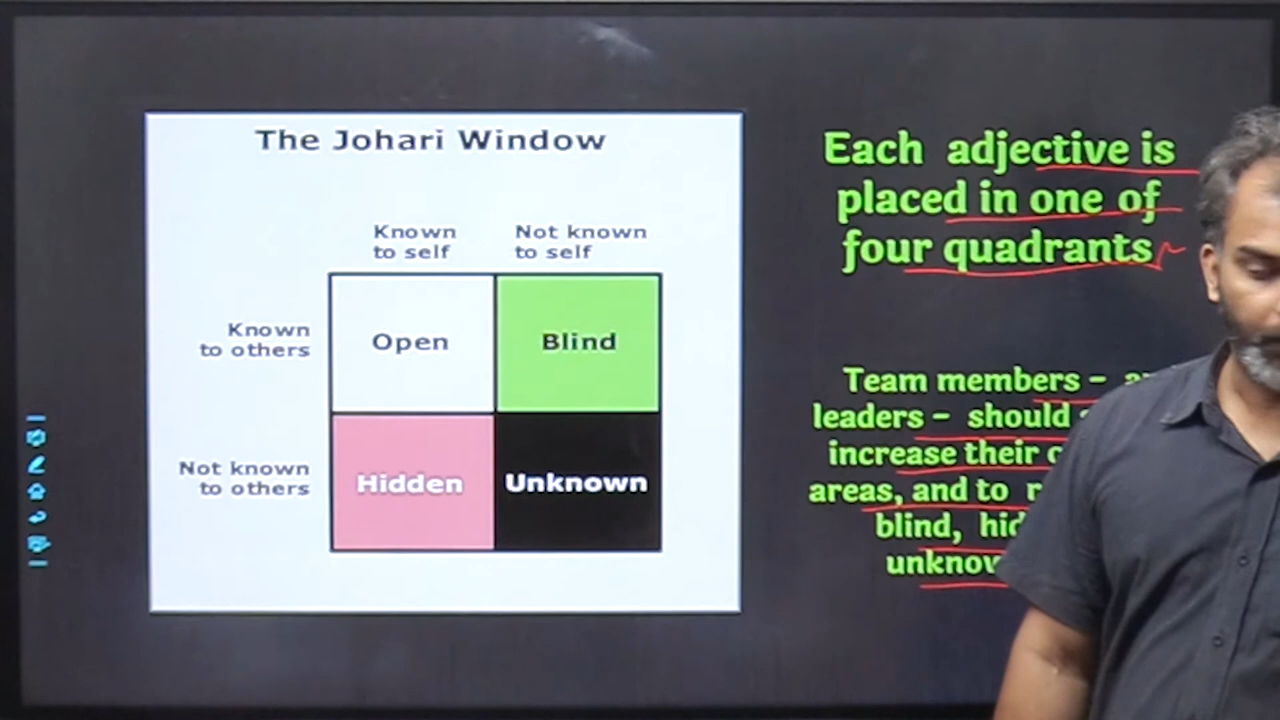 The Johari Window
Known
to self
Not known
to self
Known
to others
Open
Blind
Not known
to others
Hidden
Unknown
Each adjective is
placed in one of
four quadrants
Team members -
leaders - should
increase their
areas, and to
blind,